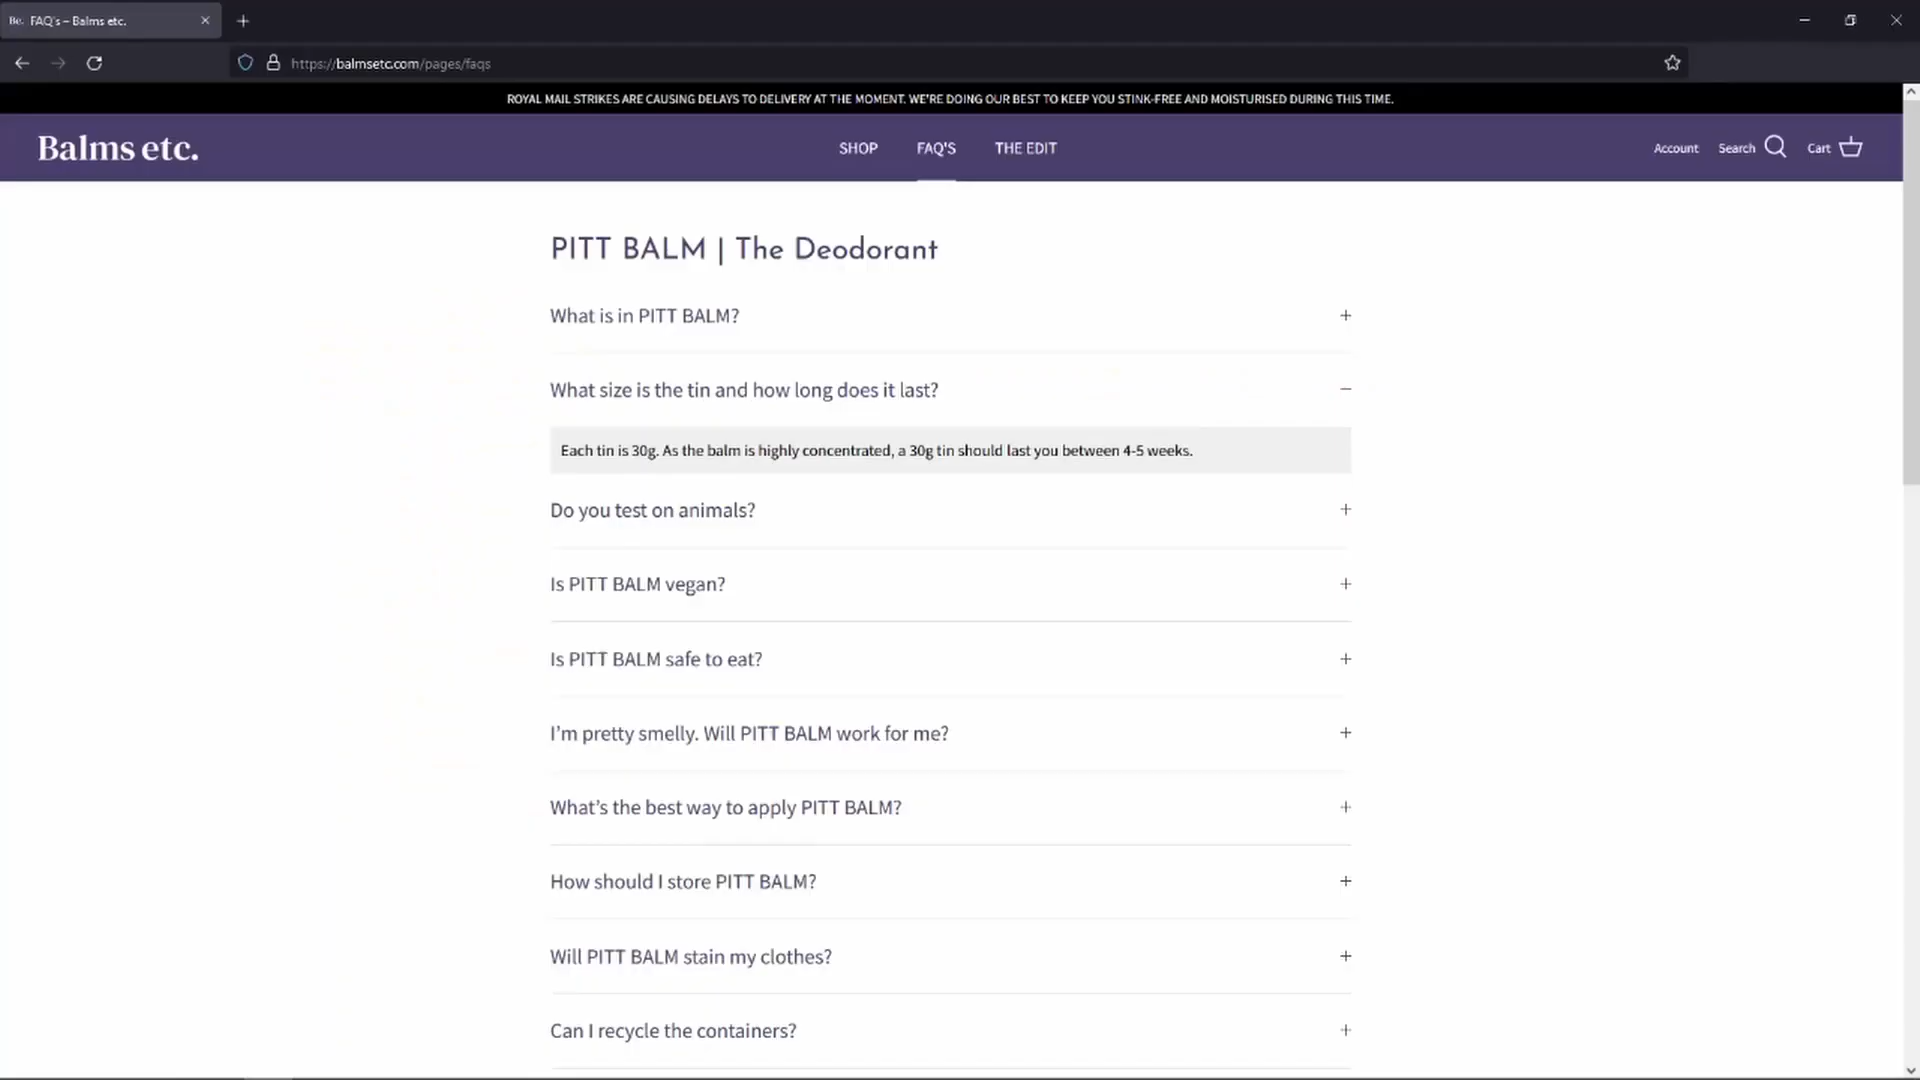 Be. FAQ's – Balms etc.
https://balmsetc.com/pages/faqs
ROYAL MAIL STRIKES ARE CAUSING DELAYS TO DELIVERY AT THE MOMENT. WE'RE DOING OUR BEST TO KEEP YOU STINK-FREE AND MOISTURISED DURING THIS TIME.
Balms etc. SHOP FAQ'S THE EDIT Account Search Cart
PITT BALM | The Deodorant
What is in PITT BALM?
What size is the tin and how long does it last?
Each tin is 30g. As the balm is highly concentrated, a 30g tin should last you between 4-5 weeks.
Do you test on animals?
Is PITT BALM vegan?
Is PITT BALM safe to eat?
I’m pretty smelly. Will PITT BALM work for me?
What’s the best way to apply PITT BALM?
How should I store PITT BALM?
Will PITT BALM stain my clothes?
Can I recycle the containers?